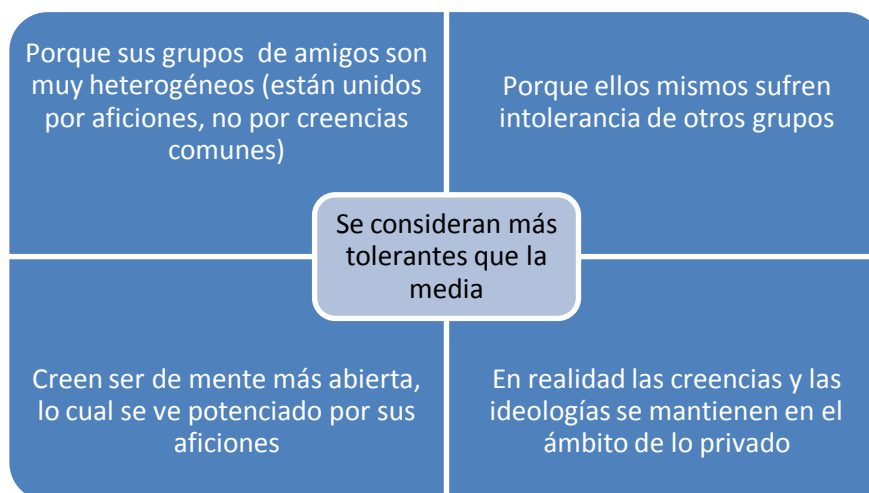 Porque sus grupos de amigos son
muy heterogéneos (están unidos
por aficiones, no por creencias
comunes)
Porque ellos mismos sufren
intolerancia de otros grupos
Se consideran más
tolerantes que la
media
Creen ser de mente más abierta,
lo cual se ve potenciado por sus
aficiones
En realidad las creencias y las
ideologías se mantienen en el
ámbito de lo privado